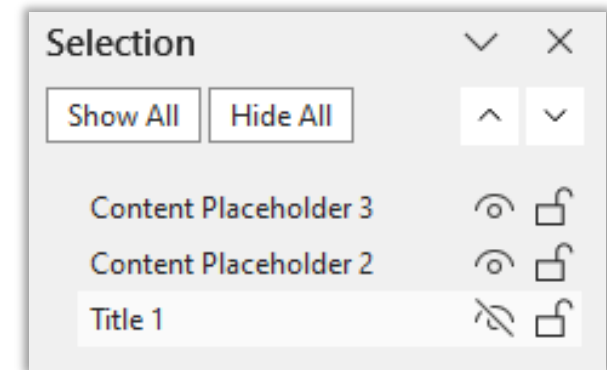 Selection
Show All Hide All
Content Placeholder 3
Content Placeholder 2
Title 1